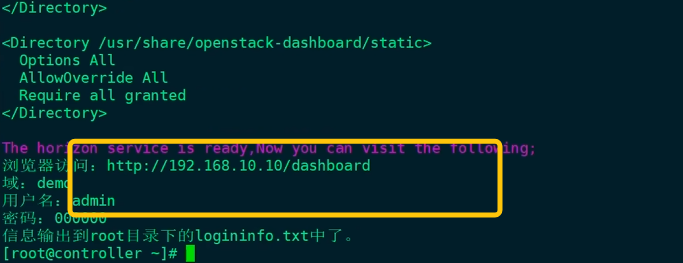 </Directory>
<Directory /usr/share/openstack-dashboard/static>
Options All
AllowOverride All
Require all granted
</Directory>
The horizon service is ready,Now you can visit the following;
浏览器访问：http://192.168.10.10/dashboard
域：demo
用户名：admin
密码：000000
信息输出到root目录下的logininfo.txt中了。
[root@controller ~]#